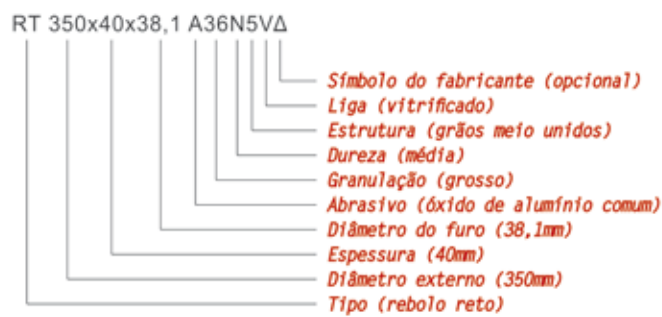 RT 350x40x38,1 A36N5VΔ
Símbolo do fabricante (opcional)
Liga (vitrificado)
Estrutura (grãos meio unidos)
Dureza (média)
Granulação (grosso)
Abrasivo (óxido de alumínio comum)
Diâmetro do furo (38,1mm)
Espessura (40mm)
Diâmetro externo (350mm)
Tipo (rebolo reto)